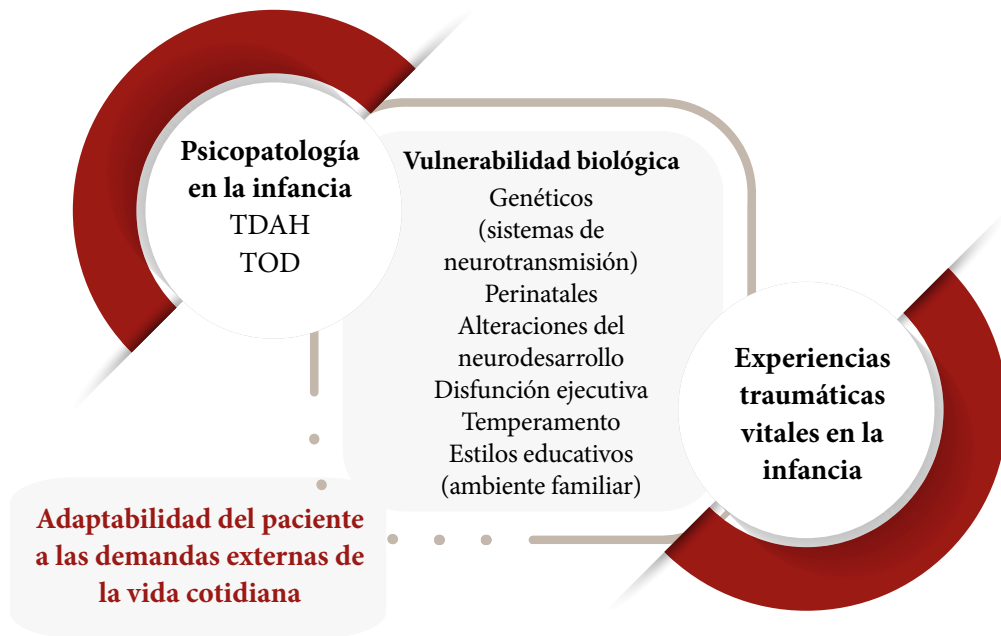 Psicopatología
en la infancia
TDAH
TOD
Vulnerabilidad biológica
Genéticos
(sistemas de
neurotransmisión)
Perinatales
Alteraciones del
neurodesarrollo
Disfunción ejecutiva
Temperamento
Estilos educativos
(ambiente familiar)
Experiencias
traumáticas
vitales en la
infancia
Adaptabilidad del paciente
a las demandas externas de
la vida cotidiana